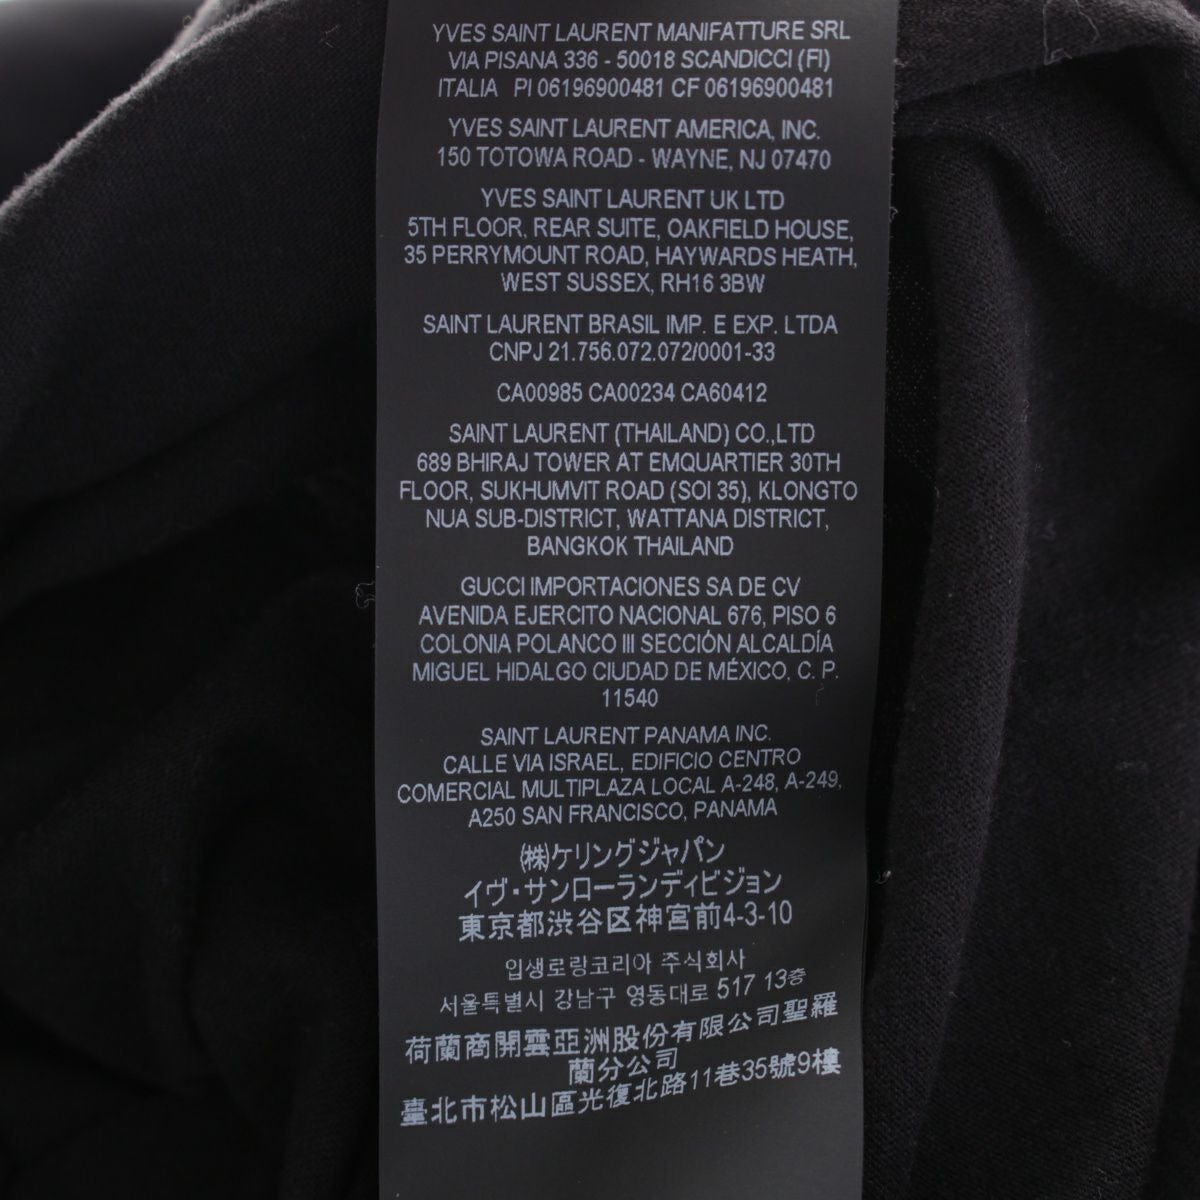 YVES SAINT LAURENT MANIFATTURE SRL
VIA PISANA 336 - 50018 SCANDICCI (FI)
ITALIA PI 06196900481 CF 06196900481
YVES SAINT LAURENT AMERICA, INC.
150 TOTOWA ROAD - WAYNE, NJ 07470
YVES SAINT LAURENT UK LTD
5TH FLOOR, REAR SUITE, OAKFIELD HOUSE,
35 PERRYMOUNT ROAD, HAYWARDS HEATH,
WEST SUSSEX, RH16 3BW
SAINT LAURENT BRASIL IMP. E EXP. LTDA
CNPJ 21.756.072.072/0001-33
CA00985 CA00234 CA60412
SAINT LAURENT (THAILAND) CO.,LTD
689 BHIRAJ TOWER AT EMQUARTIER 30TH
FLOOR, SUKHUMVIT ROAD (SOI 35), KLONGTO
NUA SUB-DISTRICT, WATTANA DISTRICT,
BANGKOK THAILAND
GUCCI IMPORTACIONES SA DE CV
AVENIDA EJERCITO NACIONAL 676, PISO 6
COLONIA POLANCO III SECCIÓN ALCALDÍA
MIGUEL HIDALGO CIUDAD DE MÉXICO, C. P.
11540
SAINT LAURENT PANAMA INC.
CALLE VIA ISRAEL, EDIFICIO CENTRO
COMERCIAL MULTIPLAZA LOCAL A-248, A-249,
A250 SAN FRANCISCO, PANAMA
(株)ケリングジャパン
イヴ・サンローランディビジョン
東京都渋谷区神宮前4-3-10
입생로랑코리아 주식회사
서울특별시 강남구 영동대로 517 13층
荷蘭商開雲亞洲股份有限公司聖羅
蘭分公司
臺北市松山區光復北路11巷35號9樓